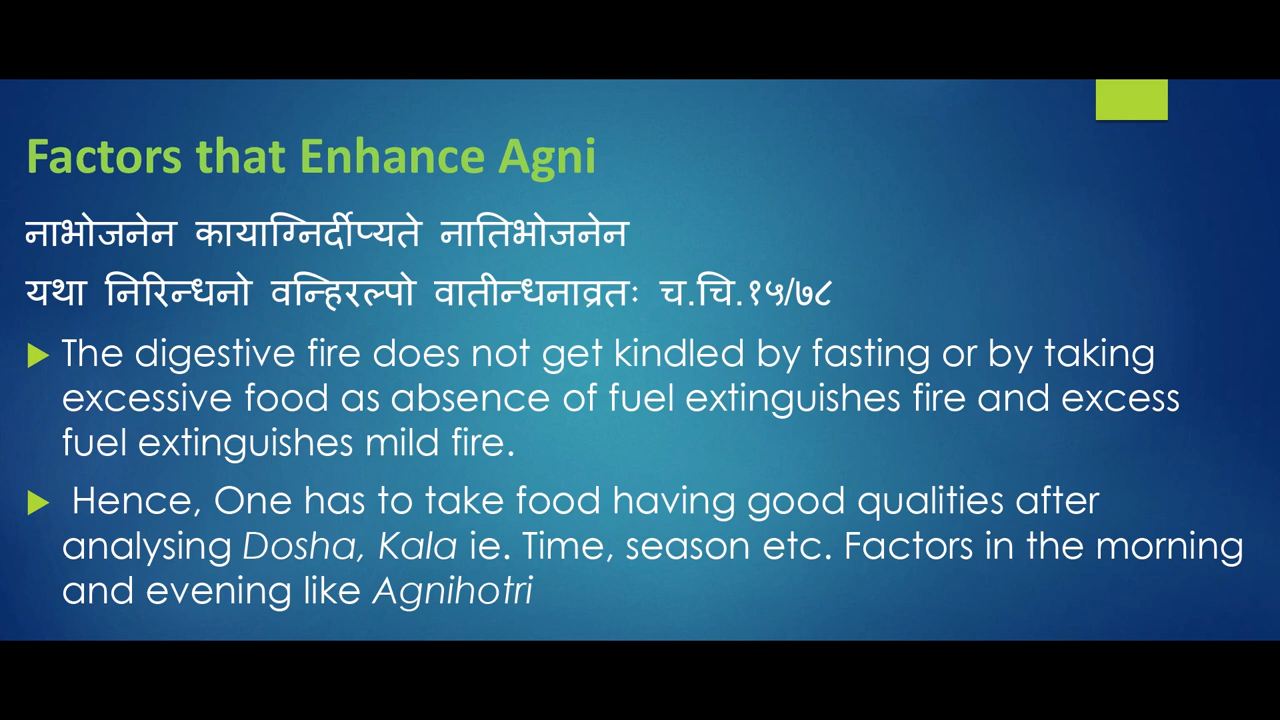 Factors that Enhance Agni
नाभोजनेन कायाग्निर्दीप्यते नातिभोजनेन
यथा निरिन्धनो वन्हिरल्पो वातीन्धनाव्रतः च.चि.१५/७८
The digestive fire does not get kindled by fasting or by taking
excessive food as absence of fuel extinguishes fire and excess
fuel extinguishes mild fire.
Hence, One has to take food having good qualities after
analysing Dosha, Kala ie. Time, season etc. Factors in the morning
and evening like Agnihotri